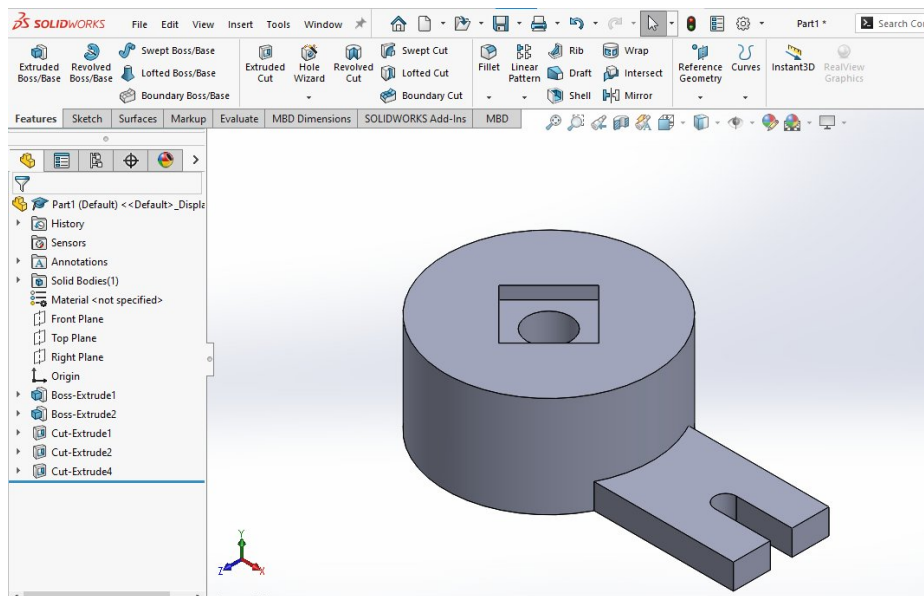 SOLIDWORKS File Edit View Insert Tools Window Part1 * Search Co
Extruded Boss/Base Revolved Boss/Base Swept Boss/Base Lofted Boss/Base Boundary Boss/Base Extruded Cut Hole Wizard Revolved Cut Swept Cut Lofted Cut Boundary Cut Fillet Linear Pattern Rib Draft Shell Wrap Intersect Mirror Reference Geometry Curves Instant3D RealView Graphics
Features Sketch Surfaces Markup Evaluate MBD Dimensions SOLIDWORKS Add-Ins MBD
Part1 (Default) <<Default>_Displa
History
Sensors
Annotations
Solid Bodies(1)
Material <not specified>
Front Plane
Top Plane
Right Plane
Origin
Boss-Extrude1
Boss-Extrude2
Cut-Extrude1
Cut-Extrude2
Cut-Extrude4
Y
Z X